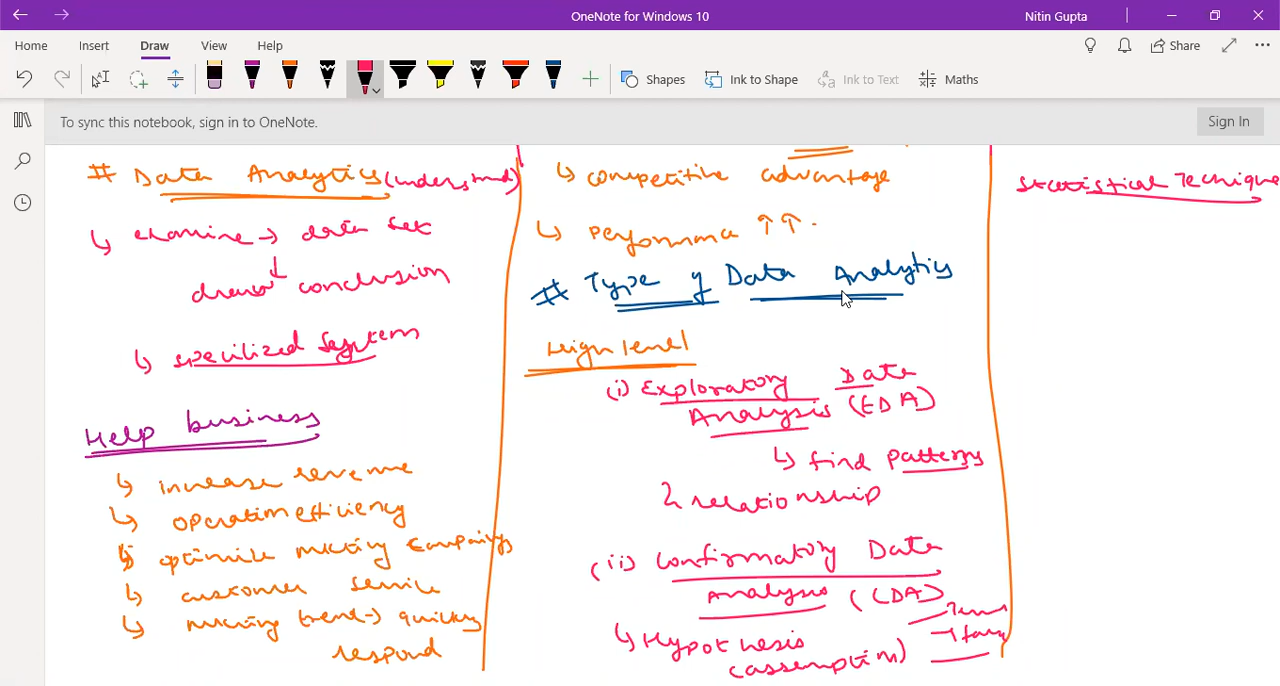 OneNote for Windows 10
Nitin Gupta
Home Insert Draw View Help
Share
Shapes
Ink to Shape
Ink to Text
Maths
To sync this notebook, sign in to OneNote.
Sign In
# Data Analytics (understand)
↳ examine → data set
↓
draw conclusion
↳ specilized system
Help business
↳ increase revenue
↳ operation efficiency
↳ optimize
↳ customer service
↳ trend → quickly
respond
↳ competitive advantage
↳ performance ↑↑
# Type of Data Analytics
High level
(i) Exploratory Data
Analysis (EDA)
↳ find patterns
relationship
(ii) Confirmatory Data
Analysis (CDA)
↳ Hypothesis
(assemption)
Statistical Technique